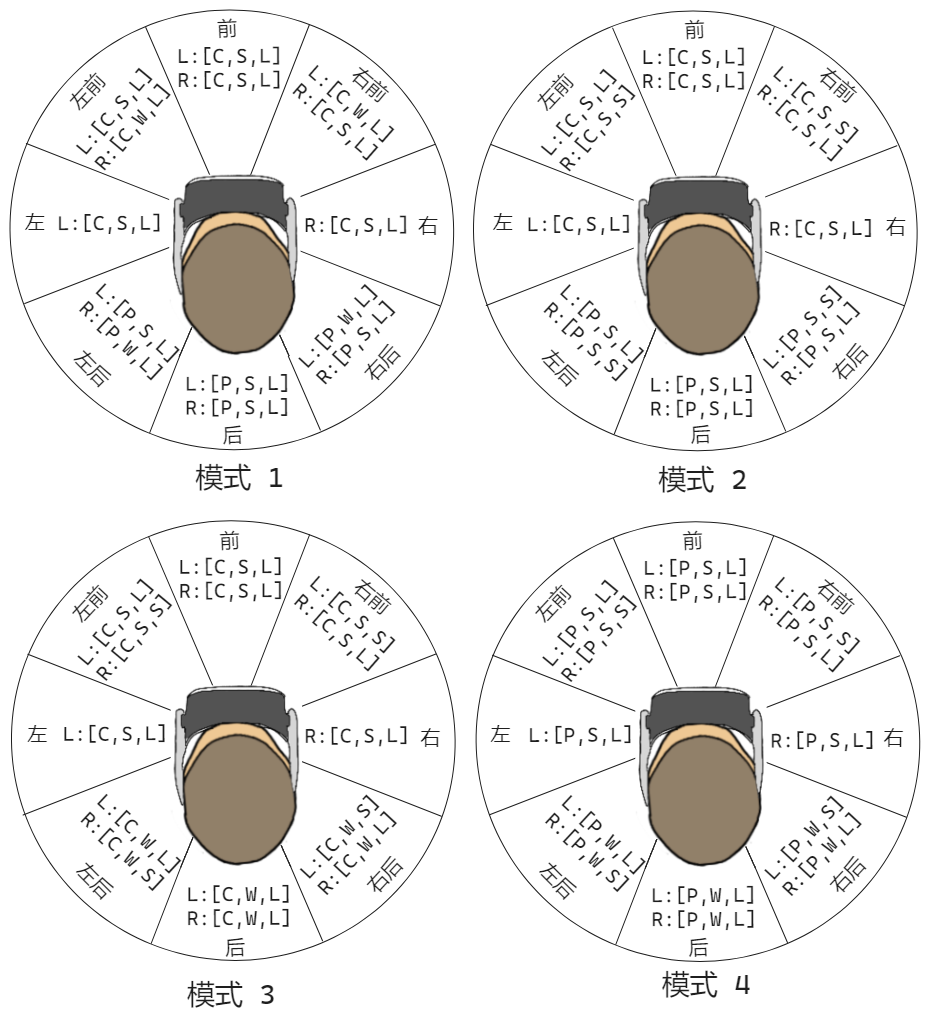 前
L:[C,S,L]
R:[C,S,L]
左前
L:[C,S,L]
R:[C,W,L]
右前
L:[C,W,L]
R:[C,S,L]
左 L:[C,S,L]
R:[C,S,L] 右
L:[P,S,L]
R:[P,W,L]
左后
L:[P,W,L]
R:[P,S,L]
右后
L:[P,S,L]
R:[P,S,L]
后
模式 1
前
L:[C,S,L]
R:[C,S,L]
左前
L:[C,S,L]
R:[C,S,S]
右前
L:[C,S,S]
R:[C,S,L]
左 L:[C,S,L]
R:[C,S,L] 右
L:[P,S,L]
R:[P,S,S]
左后
L:[P,S,S]
R:[P,S,L]
右后
L:[P,S,L]
R:[P,S,L]
后
模式 2
前
L:[C,S,L]
R:[C,S,L]
左前
L:[C,S,L]
R:[C,S,S]
右前
L:[C,S,S]
R:[C,S,L]
左 L:[C,S,L]
R:[C,S,L] 右
L:[C,W,L]
R:[C,W,S]
左后
L:[C,W,S]
R:[C,W,L]
右后
L:[C,W,L]
R:[C,W,L]
后
模式 3
前
L:[P,S,L]
R:[P,S,L]
左前
L:[P,S,L]
R:[P,S,S]
右前
L:[P,S,S]
R:[P,S,L]
左 L:[P,S,L]
R:[P,S,L] 右
L:[P,W,L]
R:[P,W,S]
左后
L:[P,W,S]
R:[P,W,L]
右后
L:[P,W,L]
R:[P,W,L]
后
模式 4